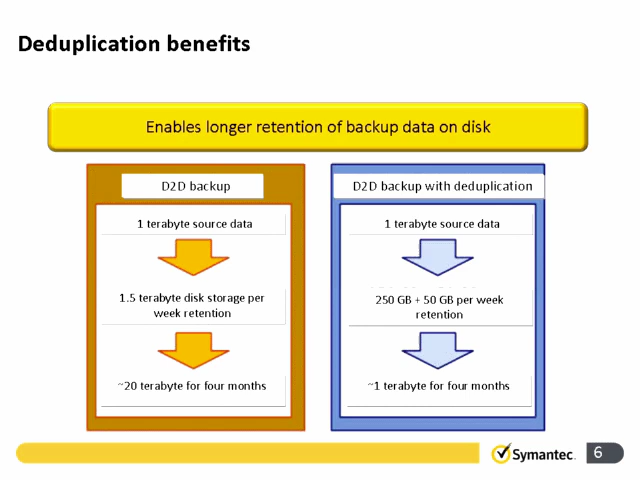 Deduplication benefits
Enables longer retention of backup data on disk
D2D backup
1 terabyte source data
1.5 terabyte disk storage per
week retention
~20 terabyte for four months
D2D backup with deduplication
1 terabyte source data
250 GB + 50 GB per week
retention
~1 terabyte for four months
Symantec.
6